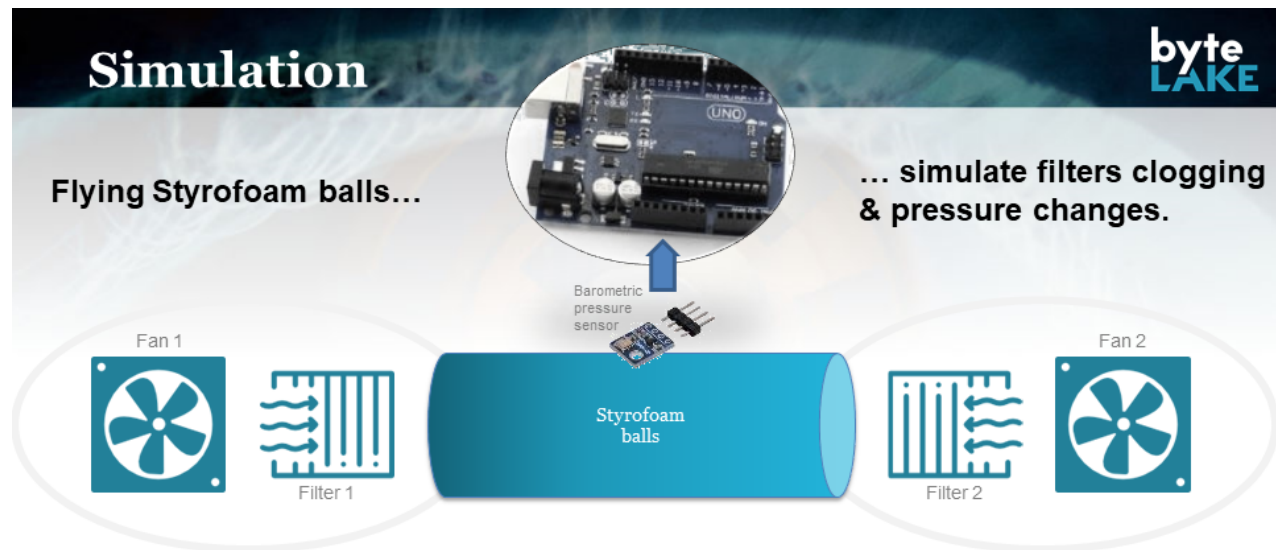 Simulation
byte
LAKE
UNO
Flying Styrofoam balls…
… simulate filters clogging
& pressure changes.
Barometric
pressure
sensor
Fan 1
Fan 2
Styrofoam
balls
Filter 1
Filter 2